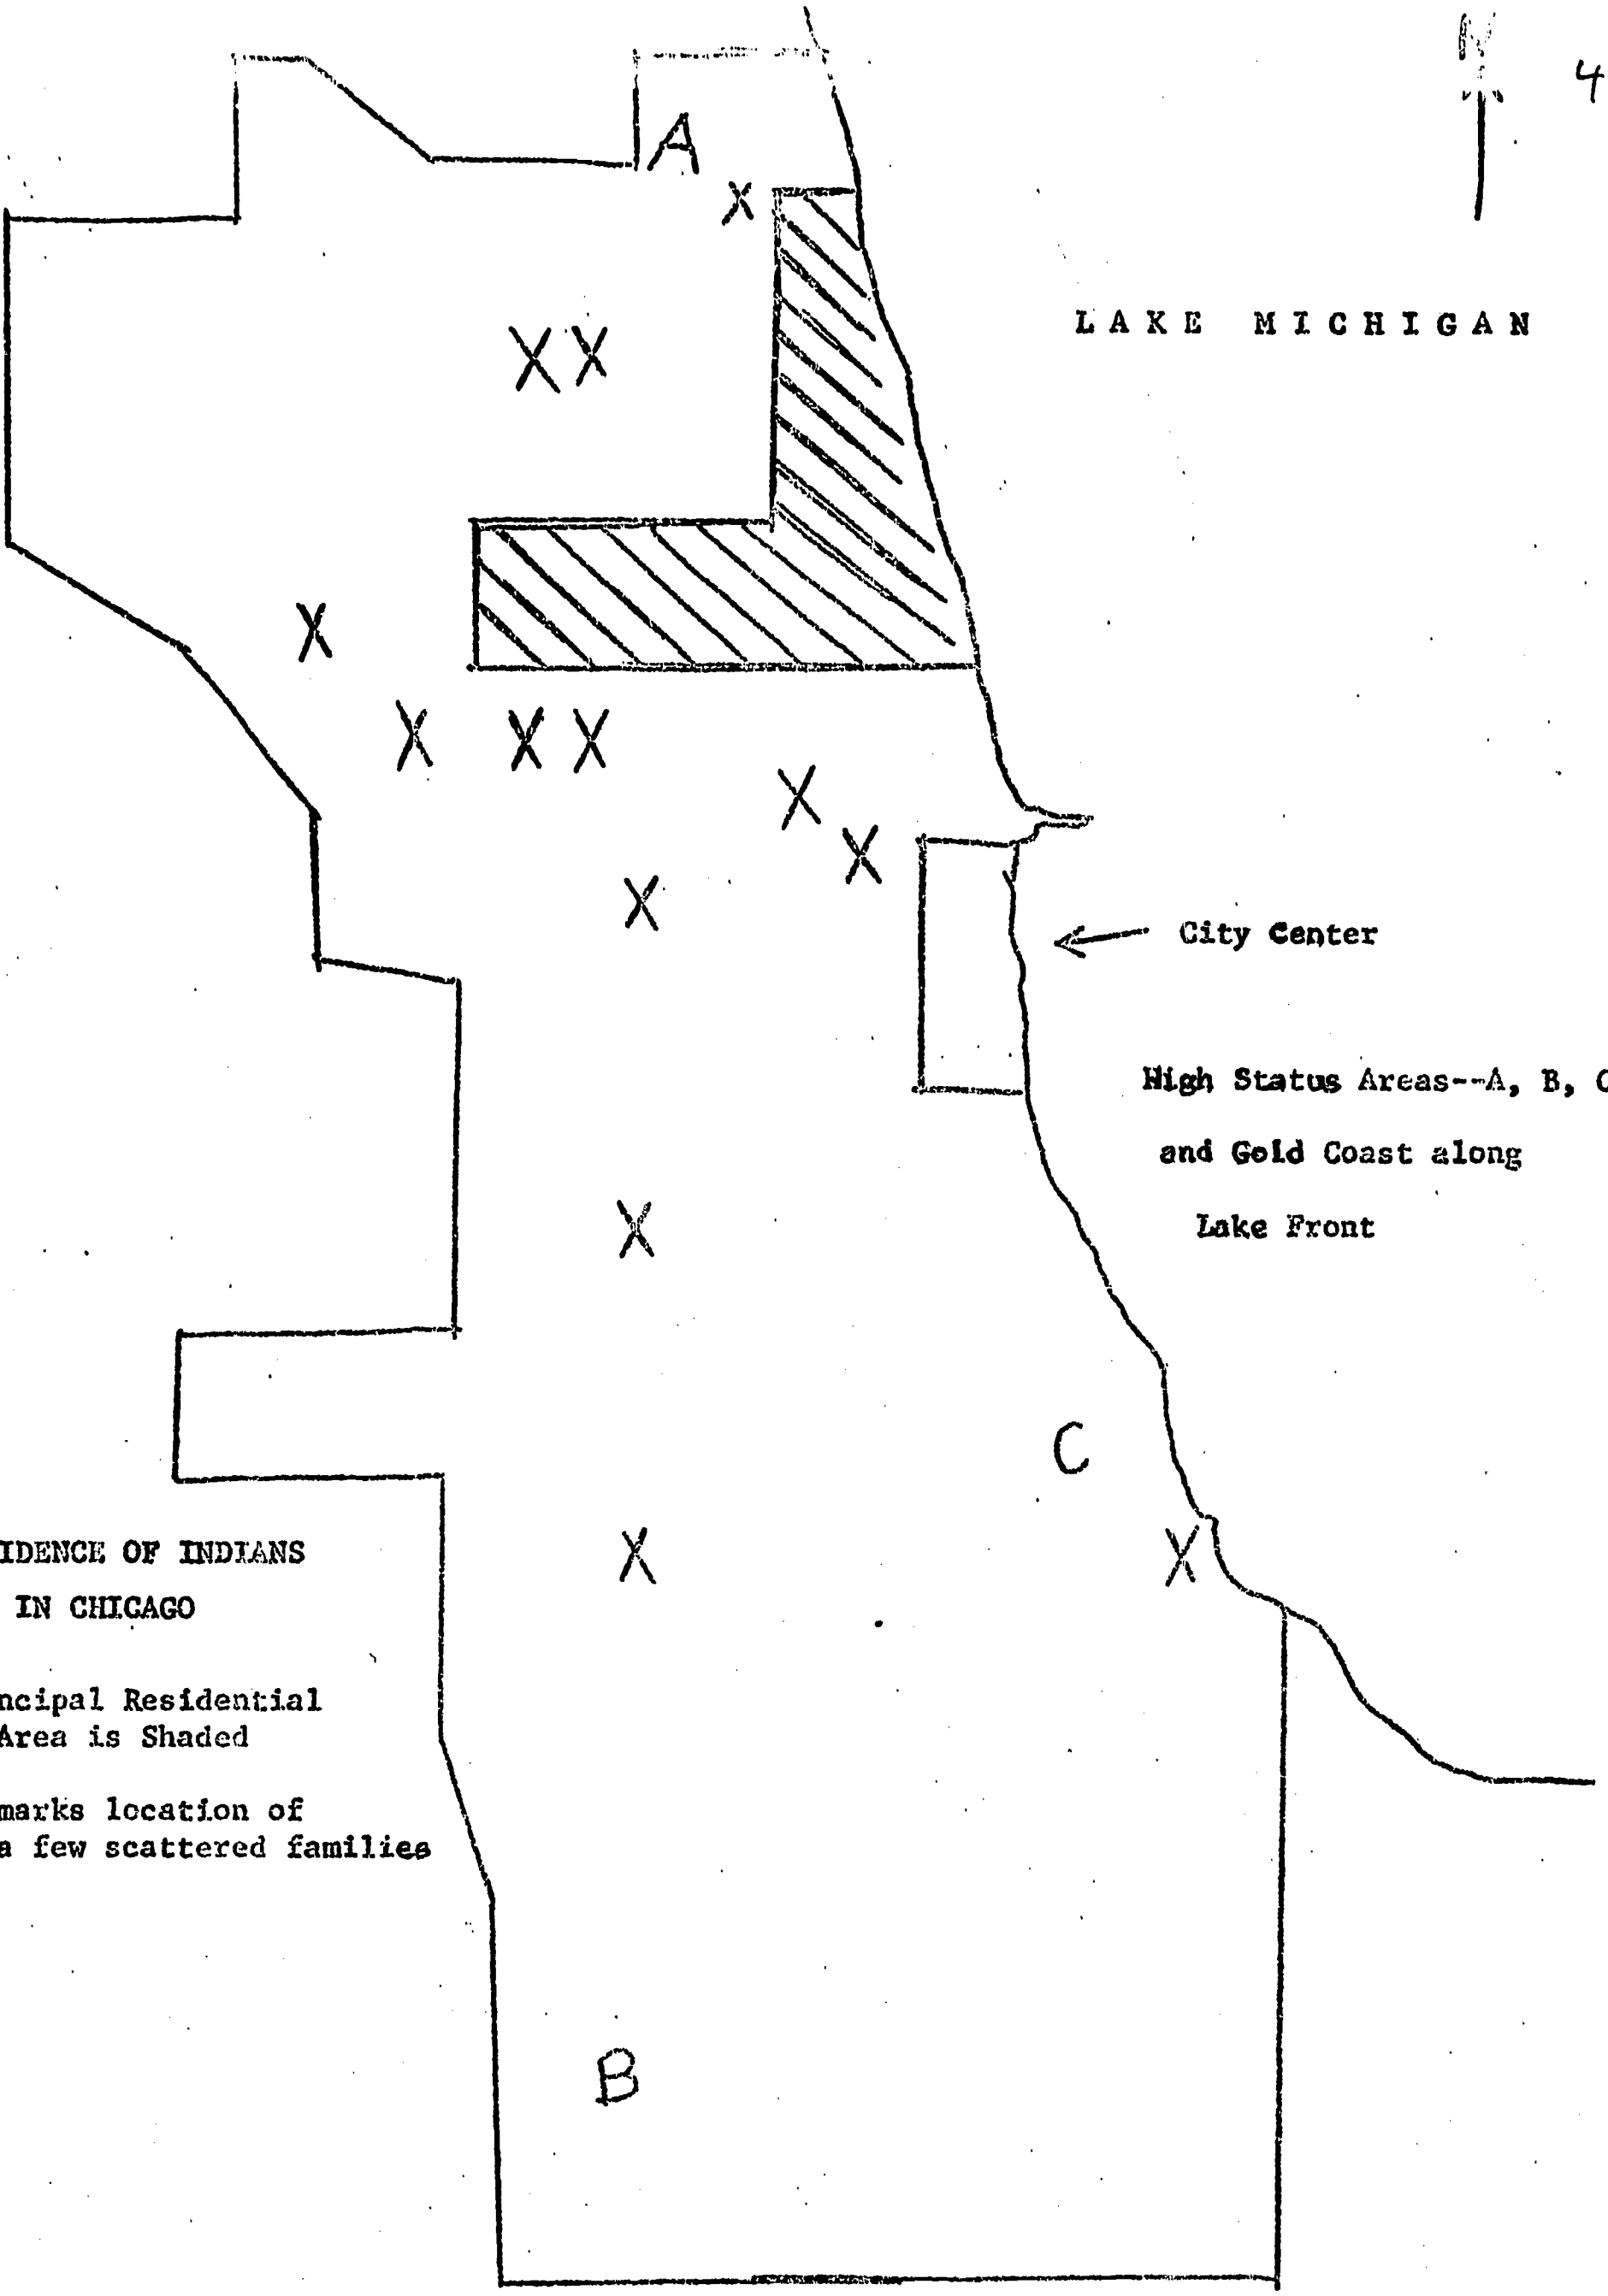 N
4
A
X
LAKE MICHIGAN
X X
X
X X X
X
X
X
City Center
High Status Areas--A, B, C
and Gold Coast along
Lake Front
X
C
X X
IDENCE OF INDIANS
IN CHICAGO
ncipal Residential
Area is Shaded
marks location of
a few scattered families
B